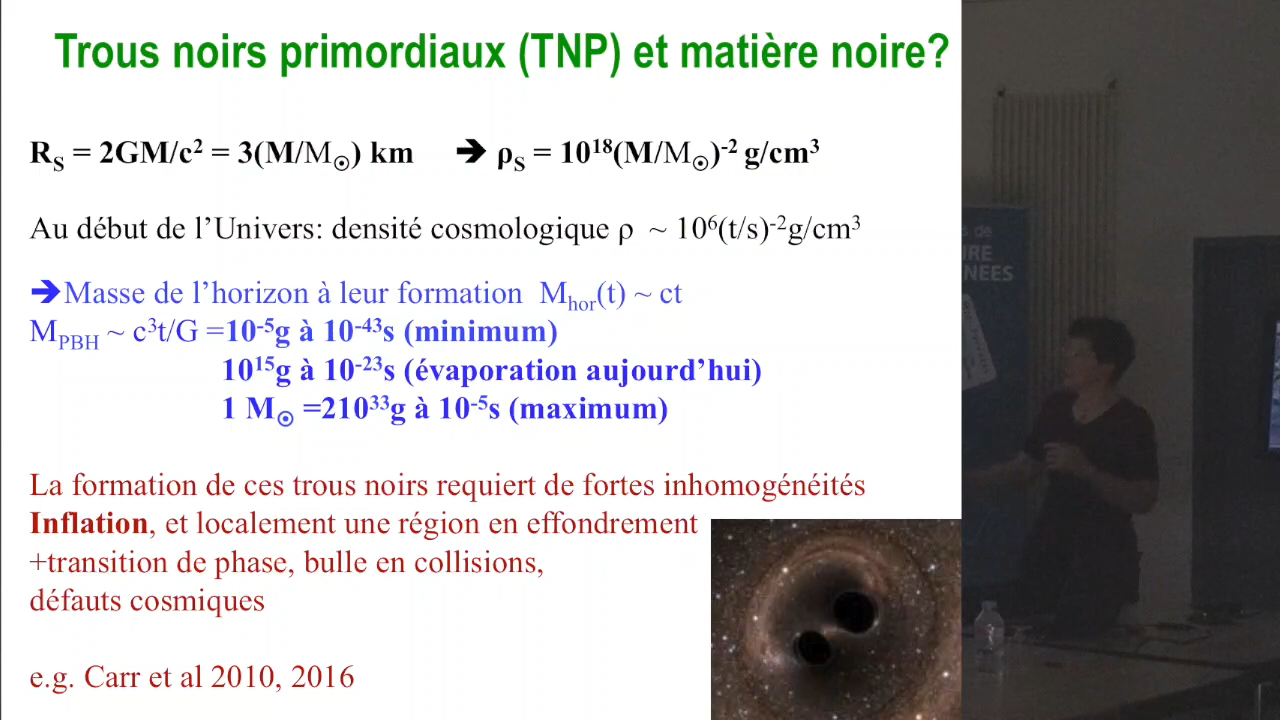 Trous noirs primordiaux (TNP) et matière noire?
R_S = 2GM/c² = 3(M/M☉) km ➔ ρ_S = 10¹⁸(M/M☉)⁻² g/cm³
Au début de l’Univers: densité cosmologique ρ ~ 10⁶(t/s)⁻²g/cm³
➔Masse de l’horizon à leur formation M_hor(t) ~ ct
M_PBH ~ c³t/G =10⁻⁵g à 10⁻⁴³s (minimum)
10¹⁵g à 10⁻²³s (évaporation aujourd’hui)
1 M☉ =210³³g à 10⁻⁵s (maximum)
La formation de ces trous noirs requiert de fortes inhomogénéités
Inflation, et localement une région en effondrement
+transition de phase, bulle en collisions,
défauts cosmiques
e.g. Carr et al 2010, 2016
s de
IRE
NEES